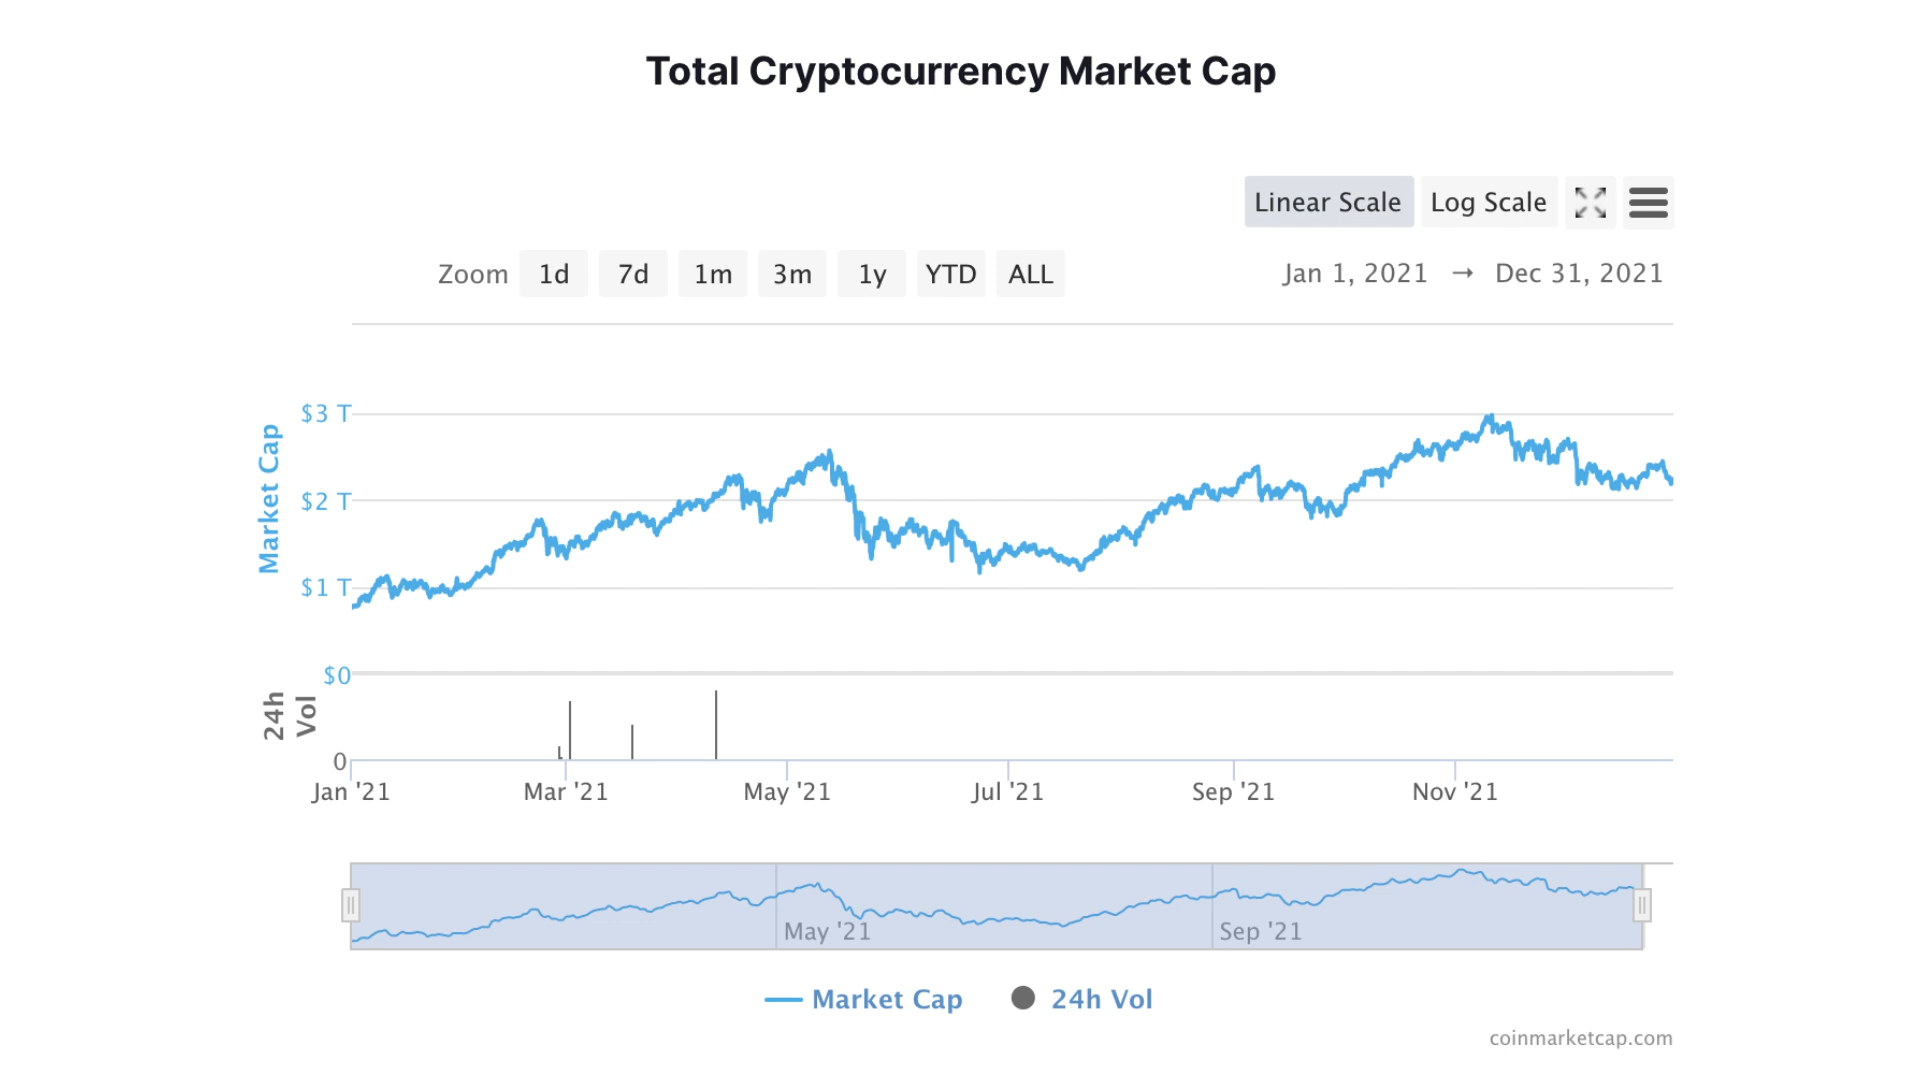 Total Cryptocurrency Market Cap
Linear Scale Log Scale
Zoom 1d 7d 1m 3m 1y YTD ALL Jan 1, 2021 → Dec 31, 2021
Market Cap
$3 T
$2 T
$1 T
$0
24h
Vol
0
Jan '21 Mar '21 May '21 Jul '21 Sep '21 Nov '21
May '21 Sep '21
Market Cap 24h Vol
coinmarketcap.com